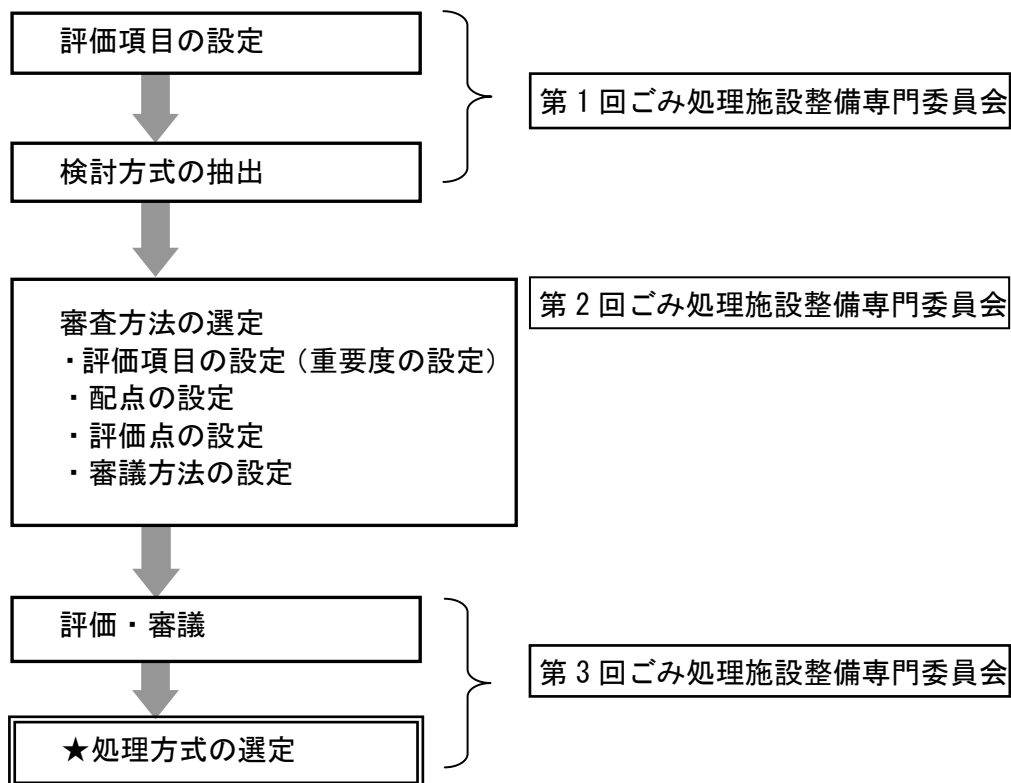 評価項目の設定
第1回ごみ処理施設整備専門委員会
検討方式の抽出
第2回ごみ処理施設整備専門委員会
審査方法の選定
・評価項目の設定（重要度の設定）
・配点の設定
・評価点の設定
・審議方法の設定
評価・審議
第3回ごみ処理施設整備専門委員会
★処理方式の選定